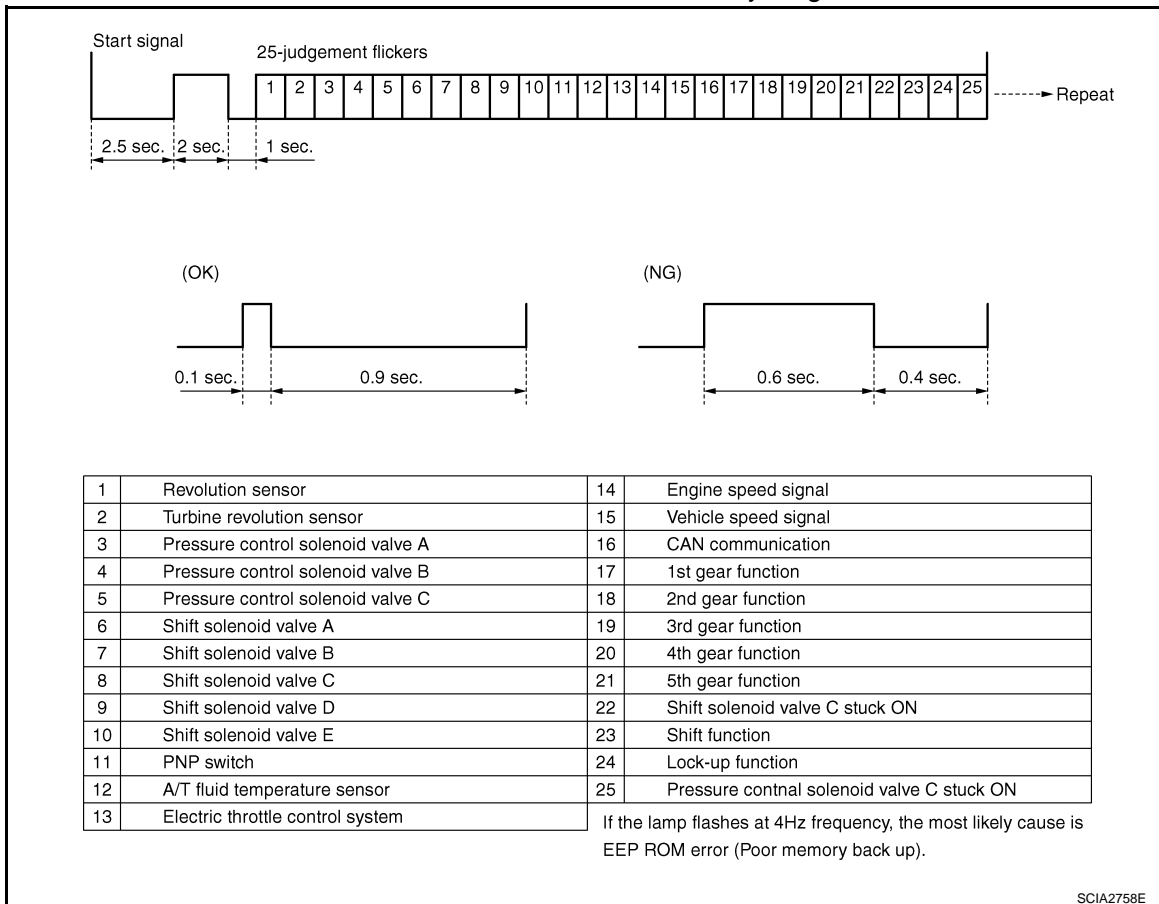 Start signal
25-judgement flickers
1 2 3 4 5 6 7 8 9 10 11 12 13 14 15 16 17 18 19 20 21 22 23 24 25
Repeat
2.5 sec. 2 sec. 1 sec.
(OK)
(NG)
0.1 sec. 0.9 sec.
0.6 sec. 0.4 sec.
1 Revolution sensor 14 Engine speed signal
2 Turbine revolution sensor 15 Vehicle speed signal
3 Pressure control solenoid valve A 16 CAN communication
4 Pressure control solenoid valve B 17 1st gear function
5 Pressure control solenoid valve C 18 2nd gear function
6 Shift solenoid valve A 19 3rd gear function
7 Shift solenoid valve B 20 4th gear function
8 Shift solenoid valve C 21 5th gear function
9 Shift solenoid valve D 22 Shift solenoid valve C stuck ON
10 Shift solenoid valve E 23 Shift function
11 PNP switch 24 Lock-up function
12 A/T fluid temperature sensor 25 Pressure contnal solenoid valve C stuck ON
13 Electric throttle control system
If the lamp flashes at 4Hz frequency, the most likely cause is
EEP ROM error (Poor memory back up).
SCIA2758E